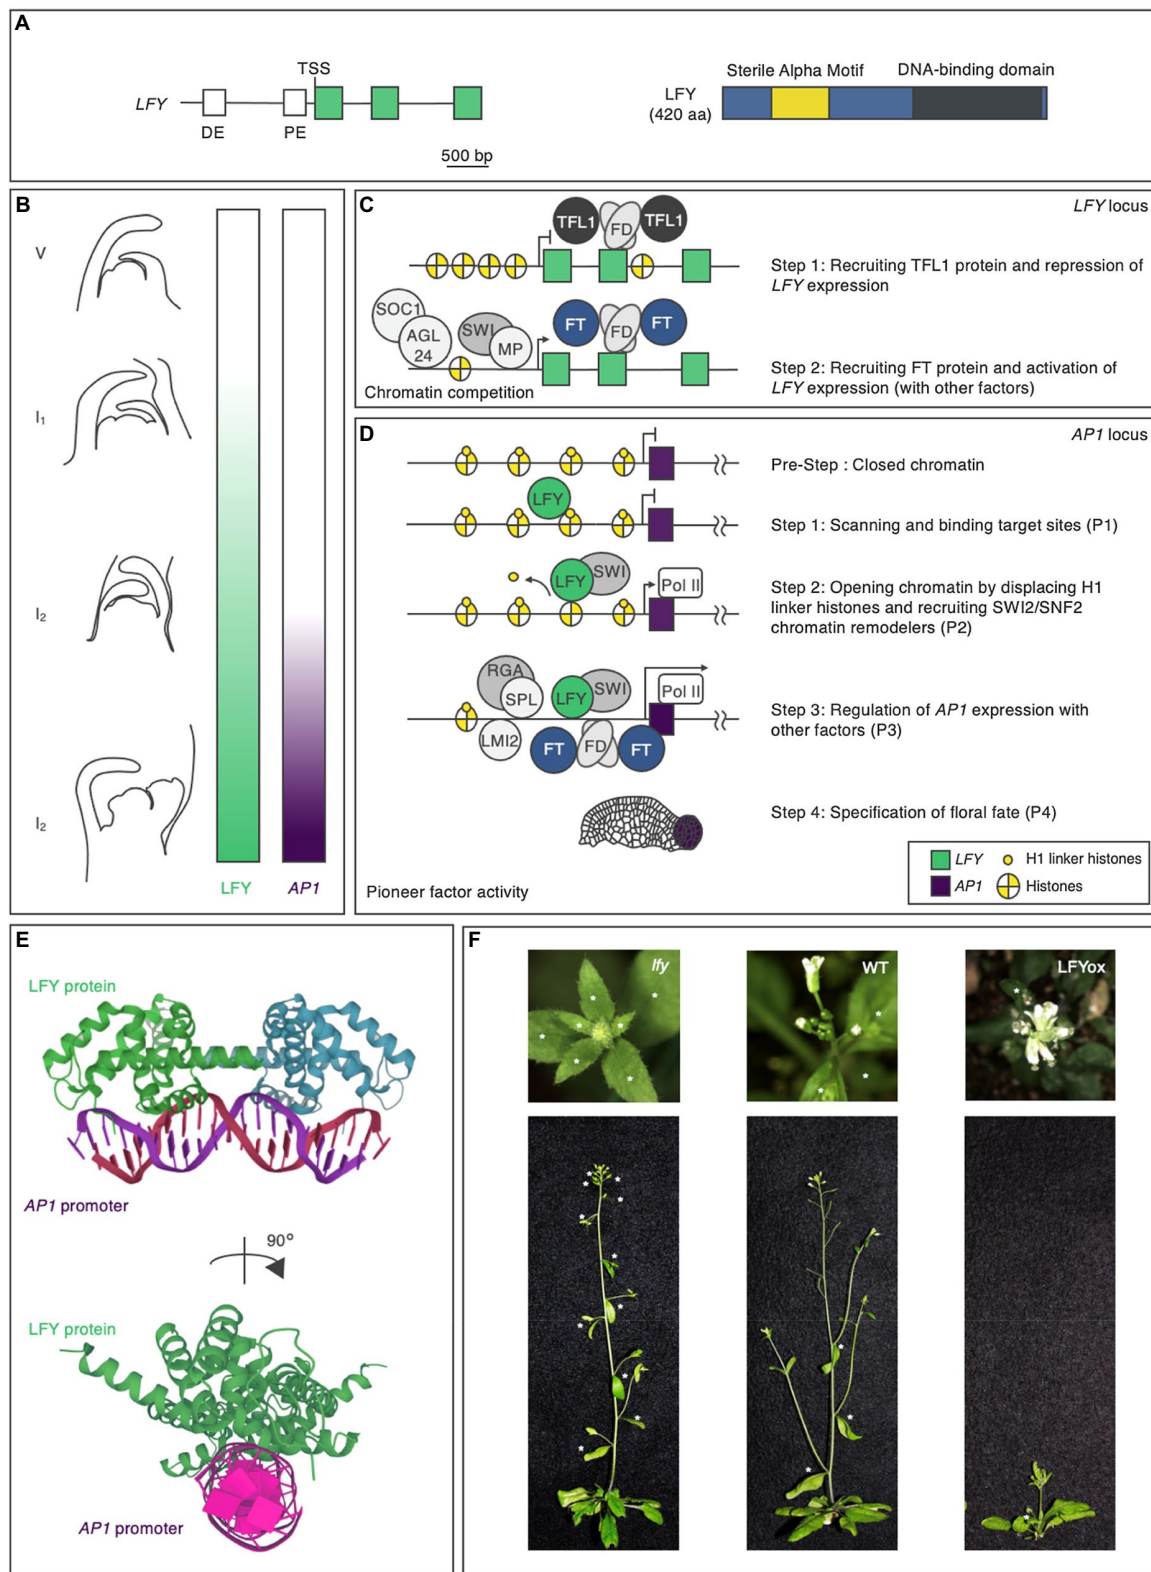 A
TSS
LFY
DE
PE
500 bp
Sterile Alpha Motif
DNA-binding domain
LFY
(420 aa)
B
V
I1
I2
I2
LFY
AP1
C
LFY locus
TFL1
FD
TFL1
Step 1: Recruiting TFL1 protein and repression of
LFY expression
SOC1
AGL
24
SWI
MP
FT
FD
FT
Step 2: Recruiting FT protein and activation of
LFY expression (with other factors)
Chromatin competition
D
AP1 locus
Pre-Step : Closed chromatin
LFY
Step 1: Scanning and binding target sites (P1)
LFY
SWI
Pol II
Step 2: Opening chromatin by displacing H1
linker histones and recruiting SWI2/SNF2
chromatin remodelers (P2)
RGA
SPL
LFY
SWI
Pol II
LMI2
FT
FD
FT
Step 3: Regulation of AP1 expression with
other factors (P3)
Step 4: Specification of floral fate (P4)
LFY
H1 linker histones
AP1
Histones
Pioneer factor activity
E
LFY protein
AP1 promoter
90°
LFY protein
AP1 promoter
F
lfy
WT
LFYox